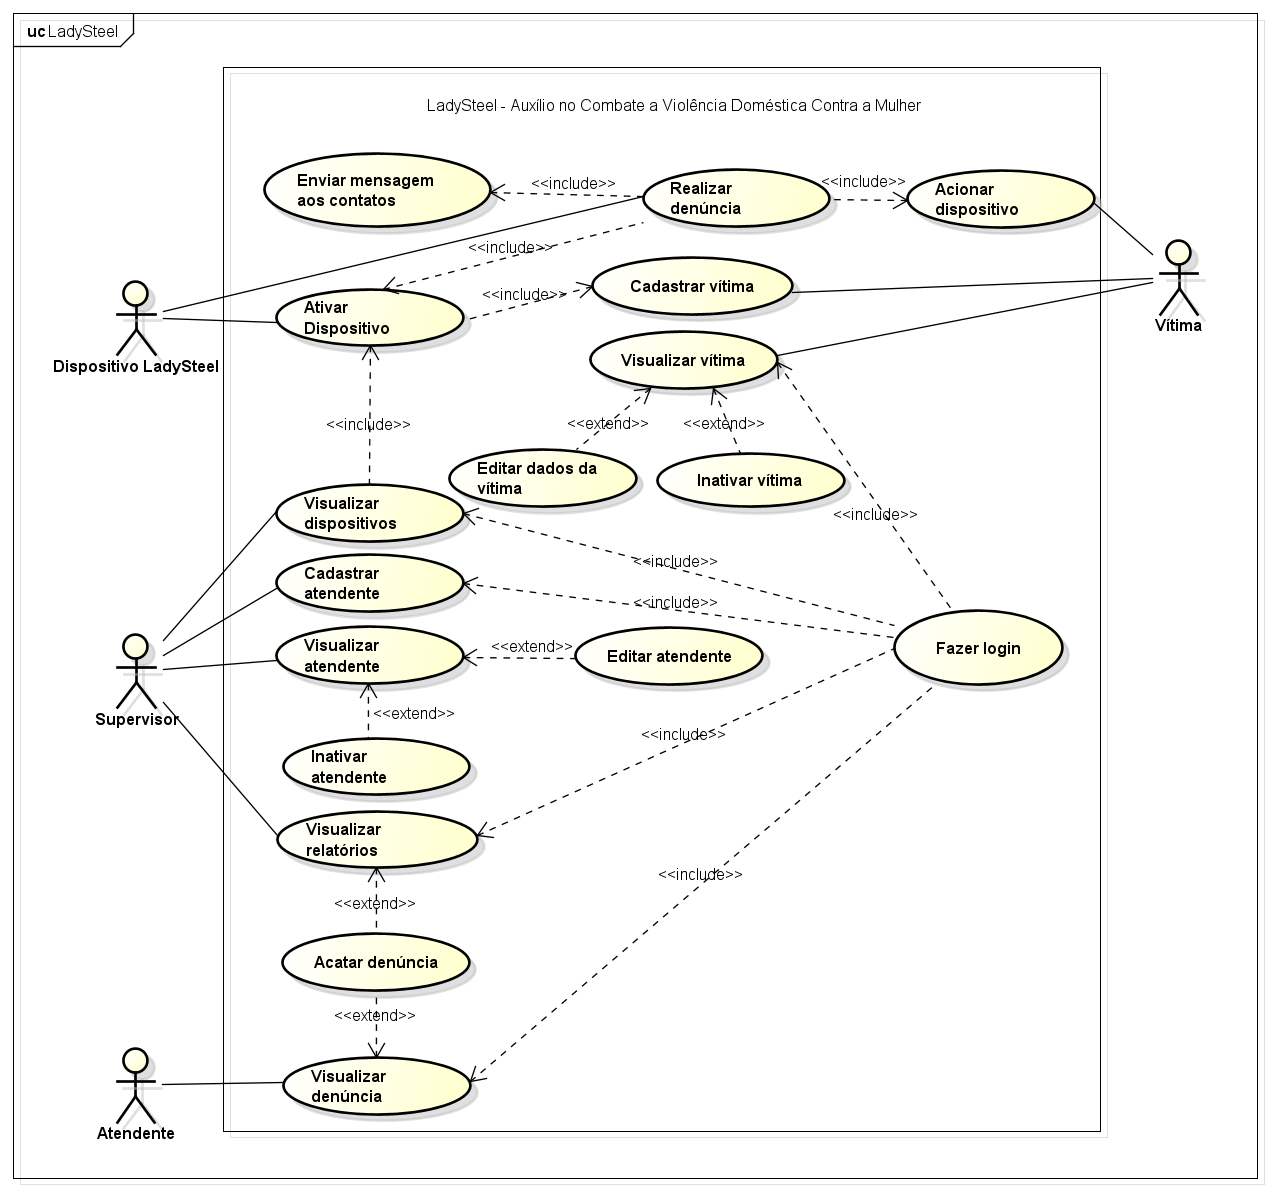 uc LadySteel
LadySteel - Auxílio no Combate a Violência Doméstica Contra a Mulher
Enviar mensagem
aos contatos
<<include>>
Realizar
denúncia
<<include>>
Acionar
dispositivo
<<include>>
Ativar
Dispositivo
<<include>>
Cadastrar vítima
Dispositivo LadySteel
Vítima
Visualizar vítima
<<include>>
<<extend>>
<<extend>>
Editar dados da
vítima
Inativar vítima
<<include>>
Visualizar
dispositivos
<<include>>
Cadastrar
atendente
<<include>>
Visualizar
atendente
<<extend>>
Editar atendente
Fazer login
Supervisor
<<extend>>
Inativar
atendente
<<include>>
Visualizar
relatórios
<<extend>>
<<include>>
Acatar denúncia
<<extend>>
Visualizar
denúncia
Atendente